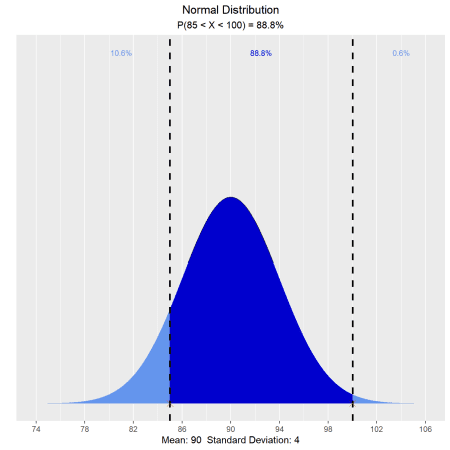 Normal Distribution
P(85 < X < 100) = 88.8%
10.6% 88.8% 0.6%
74 78 82 86 90 94 98 102 106
Mean: 90 Standard Deviation: 4